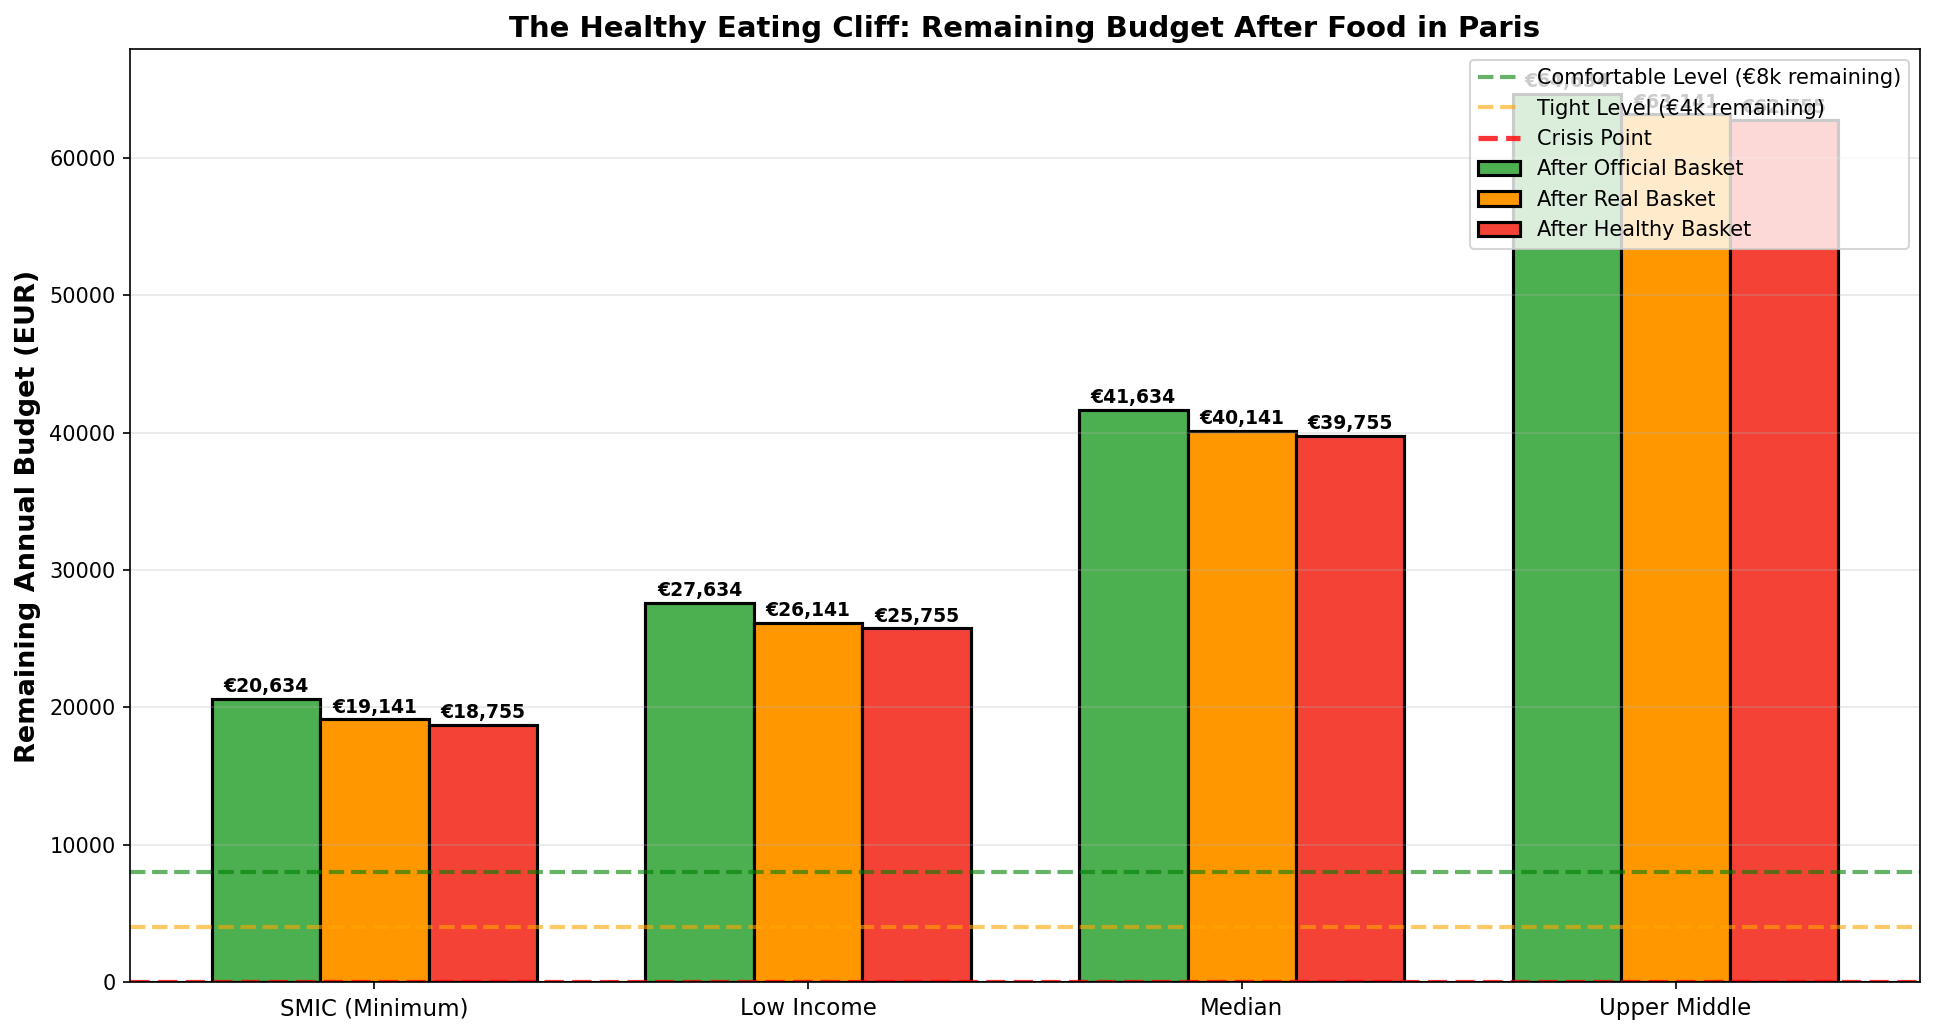 The Healthy Eating Cliff: Remaining Budget After Food in Paris
Remaining Annual Budget (EUR)
60000
50000
40000
30000
20000
10000
0
Comfortable Level (€8k remaining)
Tight Level (€4k remaining)
Crisis Point
After Official Basket
After Real Basket
After Healthy Basket
€20,634
€19,141
€18,755
€27,634
€26,141
€25,755
€41,634
€40,141
€39,755
SMIC (Minimum)
Low Income
Median
Upper Middle